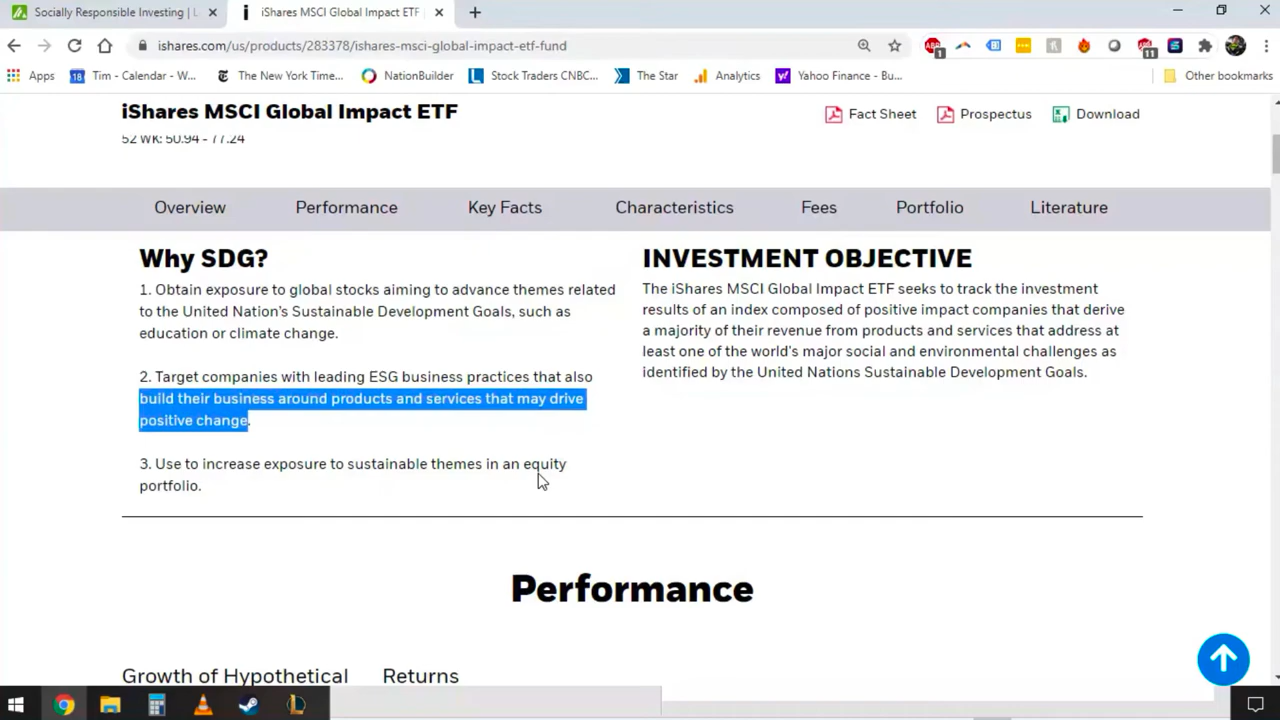 Socially Responsible Investing | L
iShares MSCI Global Impact ETF
ishares.com/us/products/283378/ishares-msci-global-impact-etf-fund
ABP
1
11
Apps
18
Tim - Calendar - W...
The New York Time...
NationBuilder
Stock Traders CNBC...
The Star
Analytics
Yahoo Finance - Bu...
Other bookmarks
iShares MSCI Global Impact ETF
Fact Sheet
Prospectus
Download
52 WK: 50.94 - 77.24
Overview
Performance
Key Facts
Characteristics
Fees
Portfolio
Literature
Why SDG?
1. Obtain exposure to global stocks aiming to advance themes related
to the United Nation's Sustainable Development Goals, such as
education or climate change.
2. Target companies with leading ESG business practices that also
build their business around products and services that may drive
positive change.
3. Use to increase exposure to sustainable themes in an equity
portfolio.
INVESTMENT OBJECTIVE
The iShares MSCI Global Impact ETF seeks to track the investment
results of an index composed of positive impact companies that derive
a majority of their revenue from products and services that address at
least one of the world's major social and environmental challenges as
identified by the United Nations Sustainable Development Goals.
Performance
Growth of Hypothetical
Returns